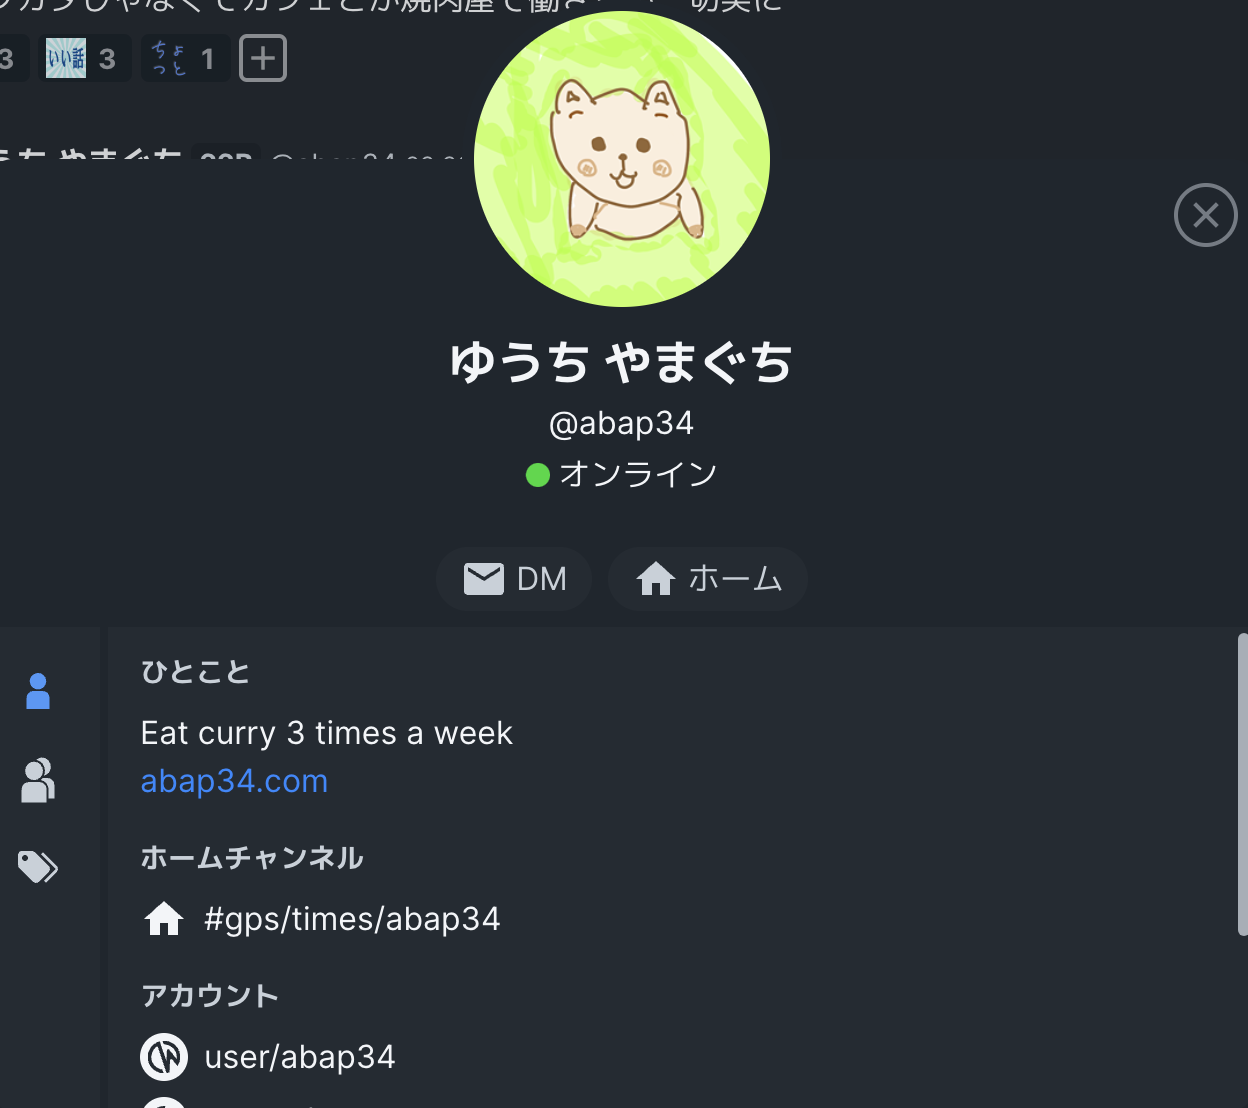 3 いい話 3 ちょっと 1
ゆうち やまぐち
@abap34
オンライン
DM ホーム
ひとこと
Eat curry 3 times a week
abap34.com
ホームチャンネル
#gps/times/abap34
アカウント
user/abap34